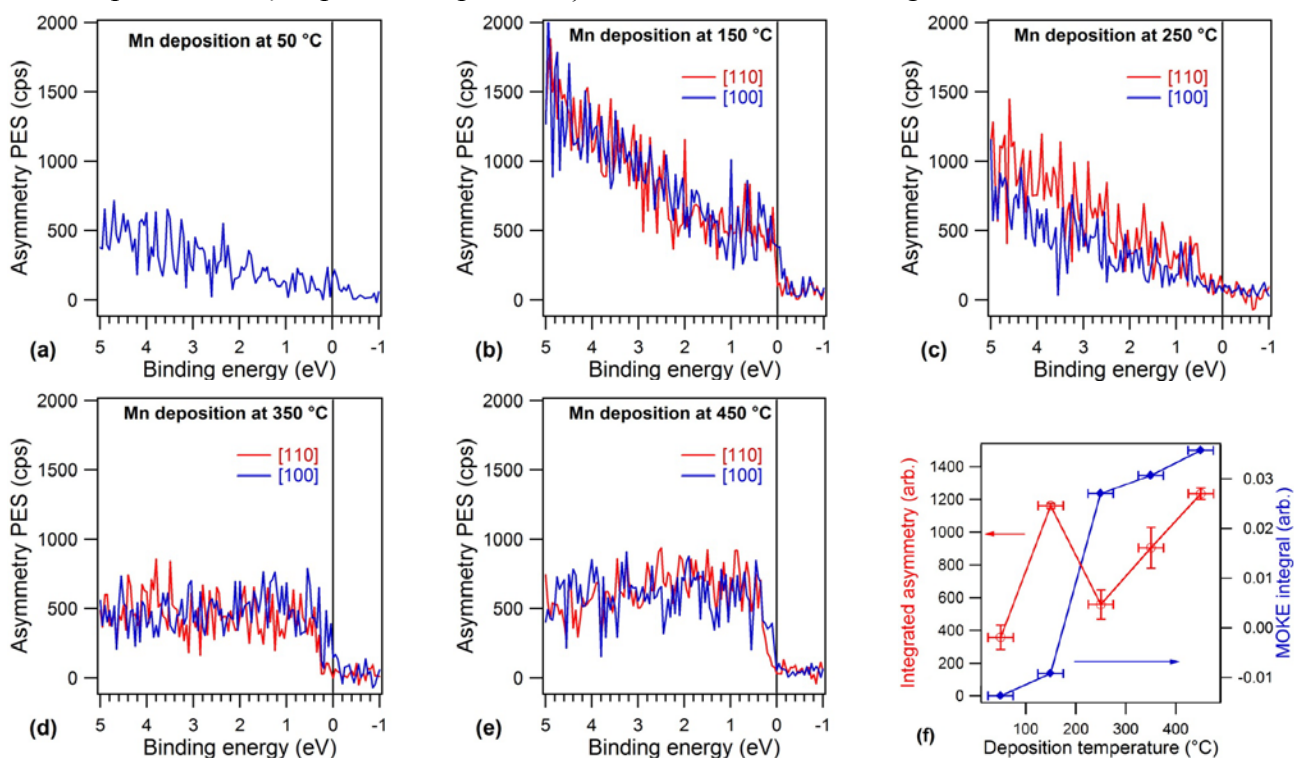 Mn deposition at 50 °C
2000
1500
1000
500
0
Asymmetry PES (cps)
5 4 3 2 1 0 -1
Binding energy (eV)
(a)
Mn deposition at 150 °C
[110]
[100]
2000
1500
1000
500
0
Asymmetry PES (cps)
5 4 3 2 1 0 -1
Binding energy (eV)
(b)
Mn deposition at 250 °C
[110]
[100]
2000
1500
1000
500
0
Asymmetry PES (cps)
5 4 3 2 1 0 -1
Binding energy (eV)
(c)
Mn deposition at 350 °C
[110]
[100]
2000
1500
1000
500
0
Asymmetry PES (cps)
5 4 3 2 1 0 -1
Binding energy (eV)
(d)
Mn deposition at 450 °C
[110]
[100]
2000
1500
1000
500
0
Asymmetry PES (cps)
5 4 3 2 1 0 -1
Binding energy (eV)
(e)
1400
1200
1000
800
600
400
200
0
Integrated asymmetry (arb.)
0.03
0.02
0.010
0.00
-0.01
MOKE integral (arb.)
100 200 300 400
Deposition temperature (°C)
(f)